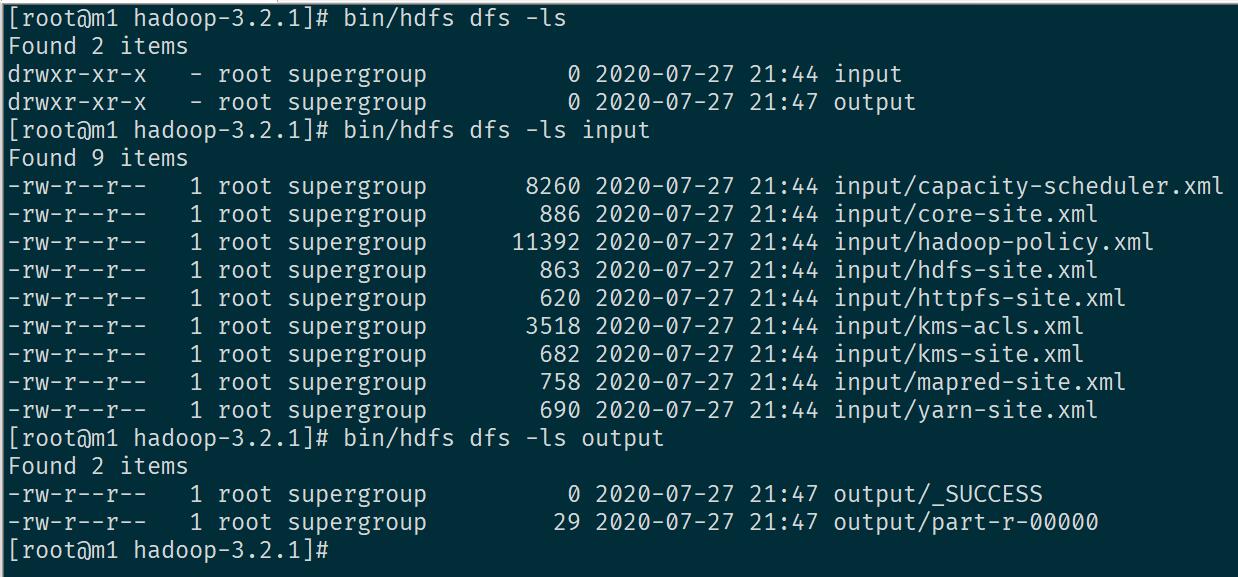 [root@m1 hadoop-3.2.1]# bin/hdfs dfs -ls
Found 2 items
drwxr-xr-x   - root supergroup          0 2020-07-27 21:44 input
drwxr-xr-x   - root supergroup          0 2020-07-27 21:47 output
[root@m1 hadoop-3.2.1]# bin/hdfs dfs -ls input
Found 9 items
-rw-r--r--   1 root supergroup       8260 2020-07-27 21:44 input/capacity-scheduler.xml
-rw-r--r--   1 root supergroup        886 2020-07-27 21:44 input/core-site.xml
-rw-r--r--   1 root supergroup      11392 2020-07-27 21:44 input/hadoop-policy.xml
-rw-r--r--   1 root supergroup        863 2020-07-27 21:44 input/hdfs-site.xml
-rw-r--r--   1 root supergroup        620 2020-07-27 21:44 input/httpfs-site.xml
-rw-r--r--   1 root supergroup       3518 2020-07-27 21:44 input/kms-acls.xml
-rw-r--r--   1 root supergroup        682 2020-07-27 21:44 input/kms-site.xml
-rw-r--r--   1 root supergroup        758 2020-07-27 21:44 input/mapred-site.xml
-rw-r--r--   1 root supergroup        690 2020-07-27 21:44 input/yarn-site.xml
[root@m1 hadoop-3.2.1]# bin/hdfs dfs -ls output
Found 2 items
-rw-r--r--   1 root supergroup          0 2020-07-27 21:47 output/_SUCCESS
-rw-r--r--   1 root supergroup         29 2020-07-27 21:47 output/part-r-00000
[root@m1 hadoop-3.2.1]#